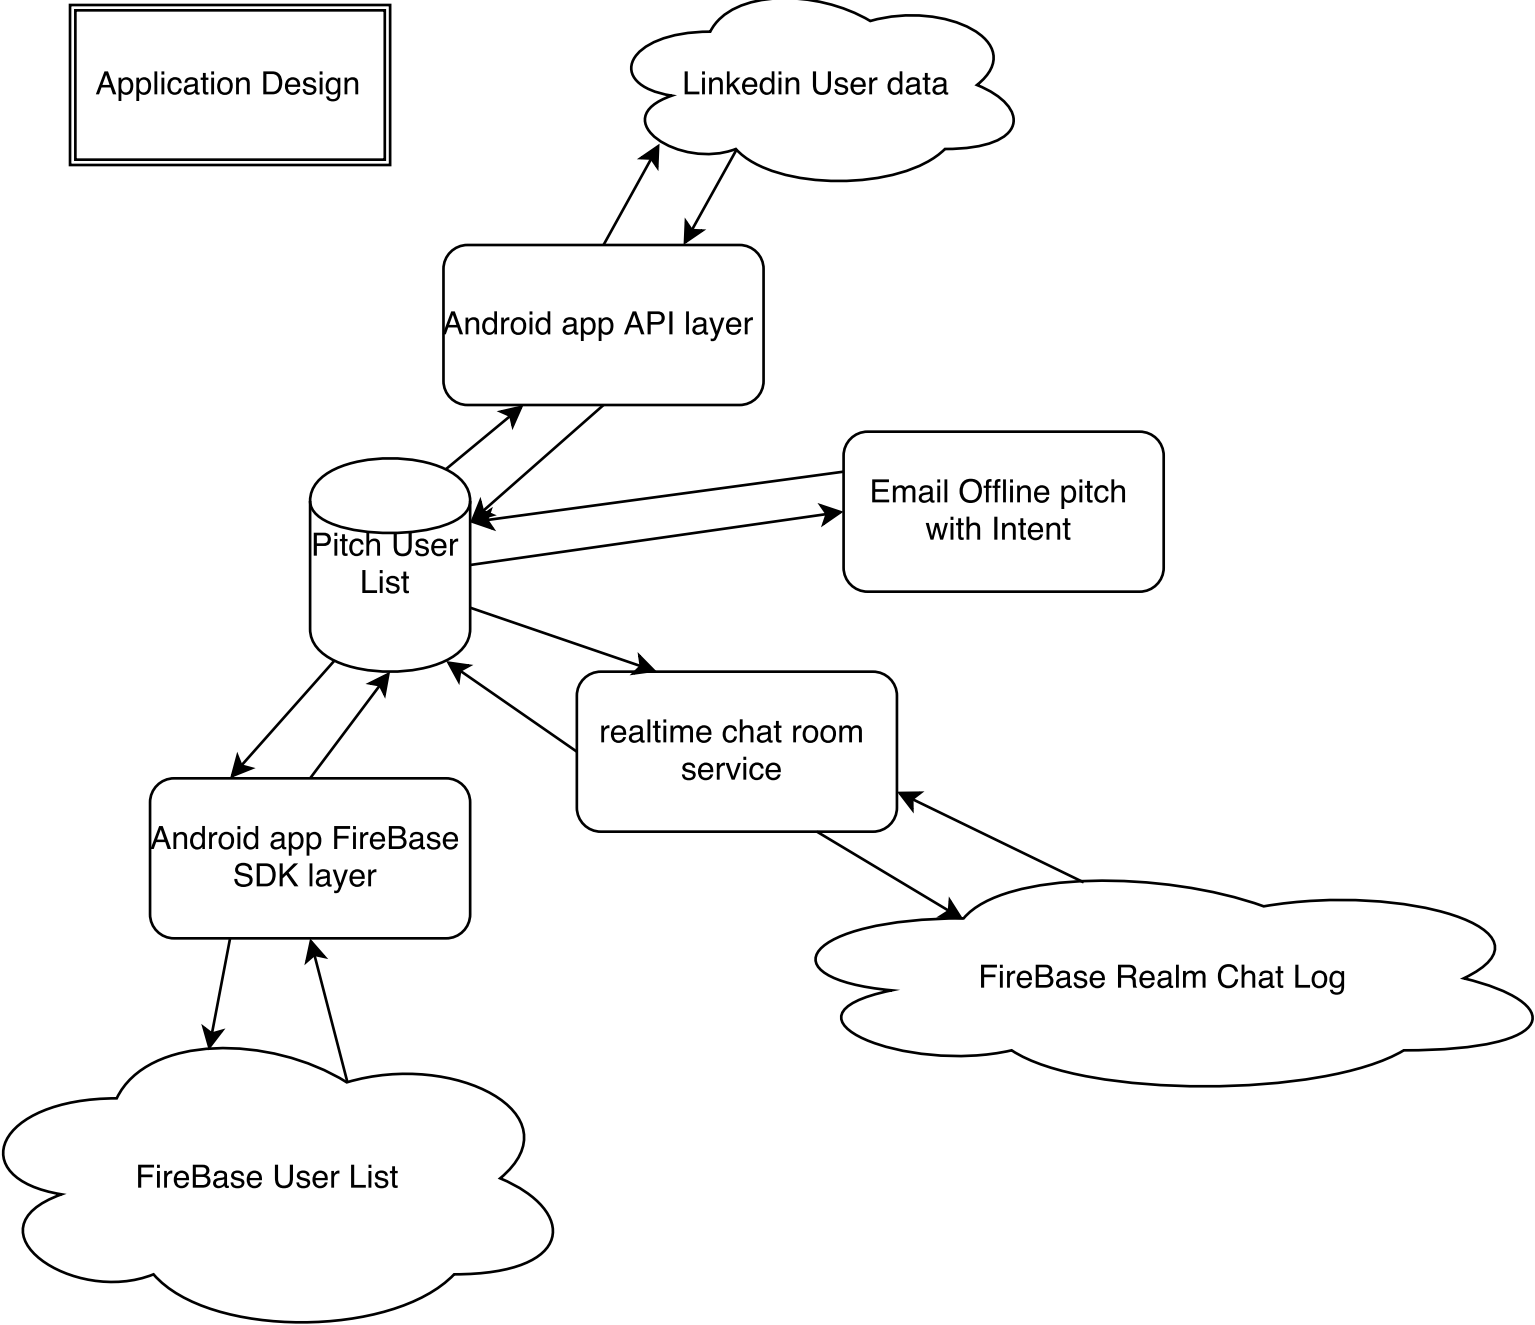 Application Design
Linkedin User data
Android app API layer
Email Offline pitch
with Intent
Pitch User
List
realtime chat room
service
Android app FireBase
SDK layer
FireBase Realm Chat Log
FireBase User List